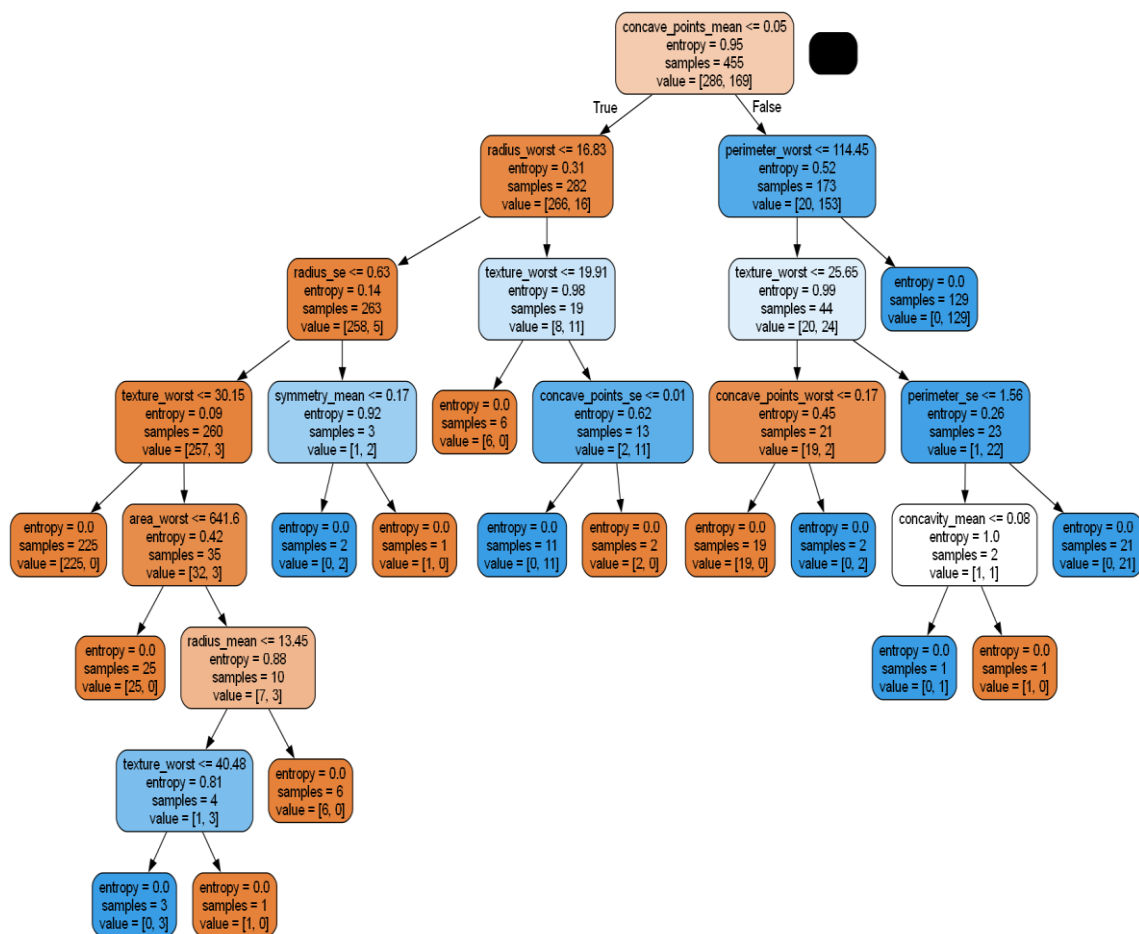 concave_points_mean <= 0.05
entropy = 0.95
samples = 455
value = [286, 169]
True
False
radius_worst <= 16.83
entropy = 0.31
samples = 282
value = [266, 16]
perimeter_worst <= 114.45
entropy = 0.52
samples = 173
value = [20, 153]
radius_se <= 0.63
entropy = 0.14
samples = 263
value = [258, 5]
texture_worst <= 19.91
entropy = 0.98
samples = 19
value = [8, 11]
texture_worst <= 25.65
entropy = 0.99
samples = 44
value = [20, 24]
entropy = 0.0
samples = 129
value = [0, 129]
texture_worst <= 30.15
entropy = 0.09
samples = 260
value = [257, 3]
symmetry_mean <= 0.17
entropy = 0.92
samples = 3
value = [1, 2]
entropy = 0.0
samples = 6
value = [6, 0]
concave_points_se <= 0.01
entropy = 0.62
samples = 13
value = [2, 11]
concave_points_worst <= 0.17
entropy = 0.45
samples = 21
value = [19, 2]
perimeter_se <= 1.56
entropy = 0.26
samples = 23
value = [1, 22]
entropy = 0.0
samples = 225
value = [225, 0]
area_worst <= 641.6
entropy = 0.42
samples = 35
value = [32, 3]
entropy = 0.0
samples = 2
value = [0, 2]
entropy = 0.0
samples = 1
value = [1, 0]
entropy = 0.0
samples = 11
value = [0, 11]
entropy = 0.0
samples = 2
value = [2, 0]
entropy = 0.0
samples = 19
value = [19, 0]
entropy = 0.0
samples = 2
value = [0, 2]
concavity_mean <= 0.08
entropy = 1.0
samples = 2
value = [1, 1]
entropy = 0.0
samples = 21
value = [0, 21]
entropy = 0.0
samples = 25
value = [25, 0]
radius_mean <= 13.45
entropy = 0.88
samples = 10
value = [7, 3]
entropy = 0.0
samples = 1
value = [0, 1]
entropy = 0.0
samples = 1
value = [1, 0]
texture_worst <= 40.48
entropy = 0.81
samples = 4
value = [1, 3]
entropy = 0.0
samples = 6
value = [6, 0]
entropy = 0.0
samples = 3
value = [0, 3]
entropy = 0.0
samples = 1
value = [1, 0]